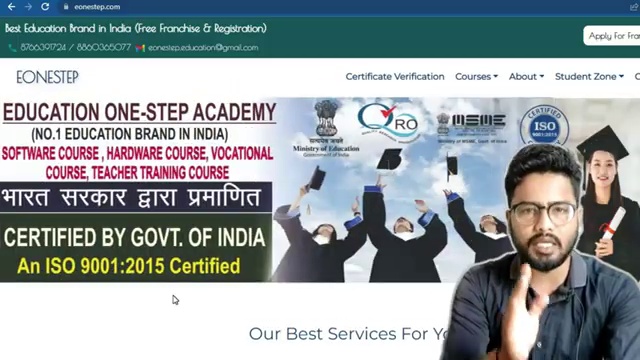 eonestep.com
Best Education Brand in India (Free Franchise & Registration)
8766391724 / 8860365077 eonestep.education@gmail.com
Apply For Fran
EONESTEP
Certificate Verification Courses About Student Zone C
EDUCATION ONE-STEP ACADEMY
(NO.1 EDUCATION BRAND IN INDIA)
SOFTWARE COURSE , HARDWARE COURSE, VOCATIONAL
COURSE, TEACHER TRAINING COURSE
भारत सरकार द्वारा प्रमाणित
CERTIFIED BY GOVT. OF INDIA
An ISO 9001:2015 Certified
Ministry of Education
Government of India
QRO
MSME
Ministry of MSME, Govt. of India
CERTIFIED
ISO
9001:2015
Our Best Services For Yo